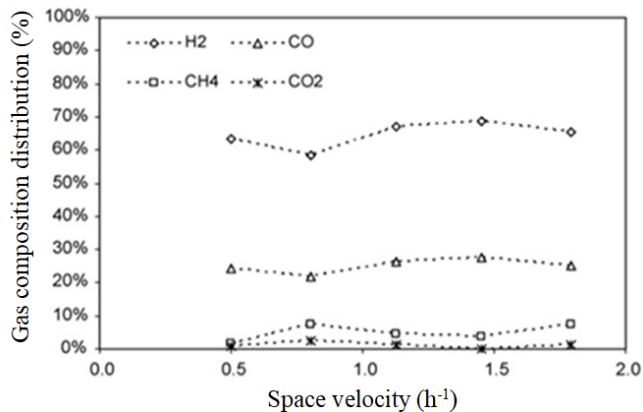 Gas composition distribution (%)
100%
90%
80%
70%
60%
50%
40%
30%
20%
10%
0%
H2 CO
CH4 CO2
0.0 0.5 1.0 1.5 2.0
Space velocity (h⁻¹)